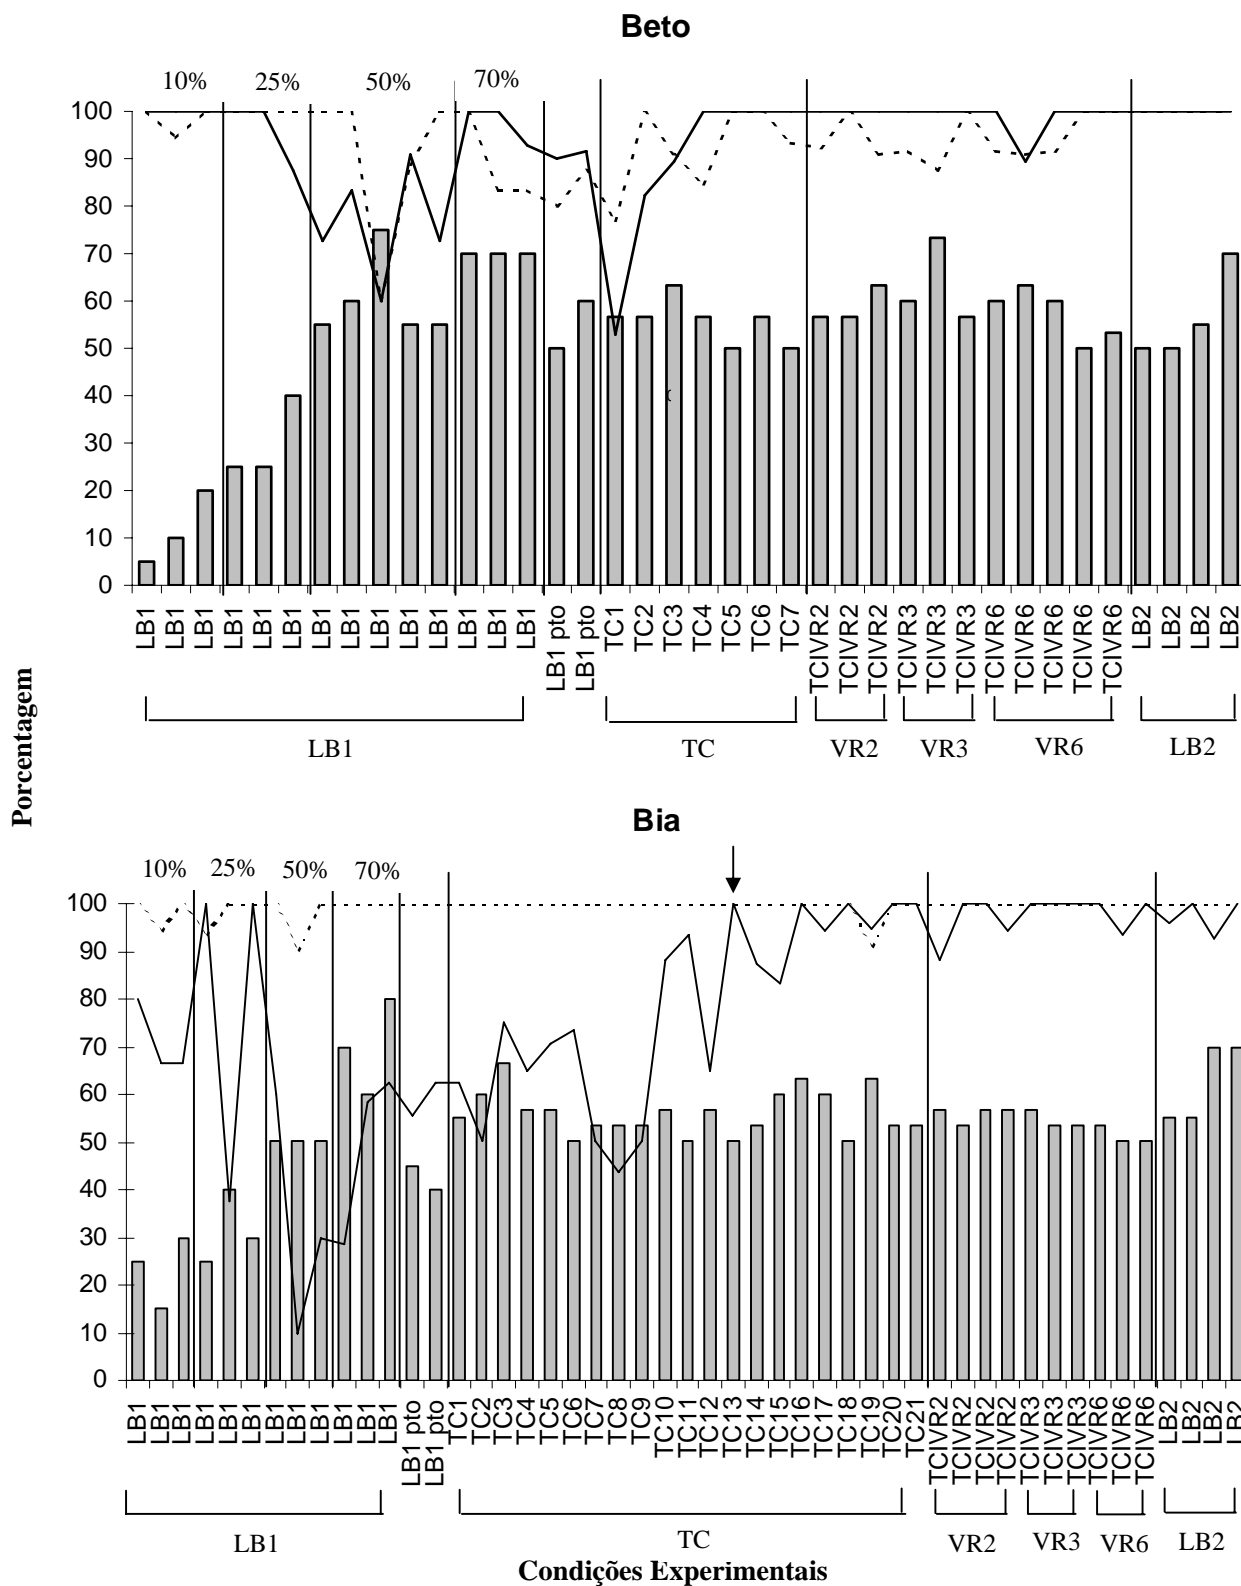 Beto
10% 25% 50% 70%
100
90
80
70
60
50
40
30
20
10
0
LB1 LB1 LB1 LB1 LB1 LB1 LB1 LB1 LB1 LB1 LB1 LB1 LB1 LB1 LB1 pto LB1 pto TC1 TC2 TC3 TC4 TC5 TC6 TC7 TCIVR2 TCIVR2 TCIVR2 TCIVR3 TCIVR3 TCIVR3 TCIVR6 TCIVR6 TCIVR6 TCIVR6 TCIVR6 LB2 LB2 LB2 LB2
LB1 TC VR2 VR3 VR6 LB2
Porcentagem
Bia
10% 25% 50% 70%
100
90
80
70
60
50
40
30
20
10
0
LB1 LB1 LB1 LB1 LB1 LB1 LB1 LB1 LB1 LB1 LB1 LB1 LB1 pto LB1 pto TC1 TC2 TC3 TC4 TC5 TC6 TC7 TC8 TC9 TC10 TC11 TC12 TC13 TC14 TC15 TC16 TC17 TC18 TC19 TC20 TC21 TCIVR2 TCIVR2 TCIVR2 TCIVR2 TCIVR3 TCIVR3 TCIVR3 TCIVR6 TCIVR6 TCIVR6 LB2 LB2 LB2 LB2
LB1 TC VR2 VR3 VR6 LB2
Condições Experimentais